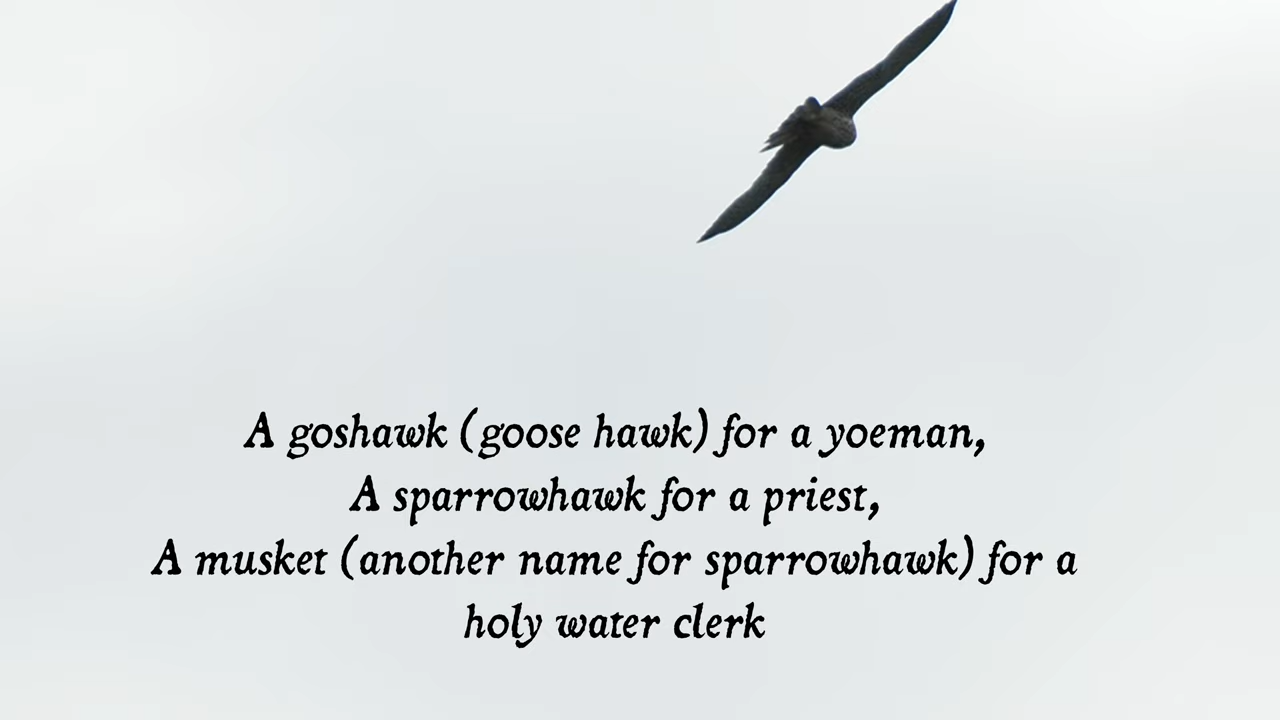 A goshawk (goose hawk) for a yoeman,
A sparrowhawk for a priest,
A musket (another name for sparrowhawk) for a
holy water clerk